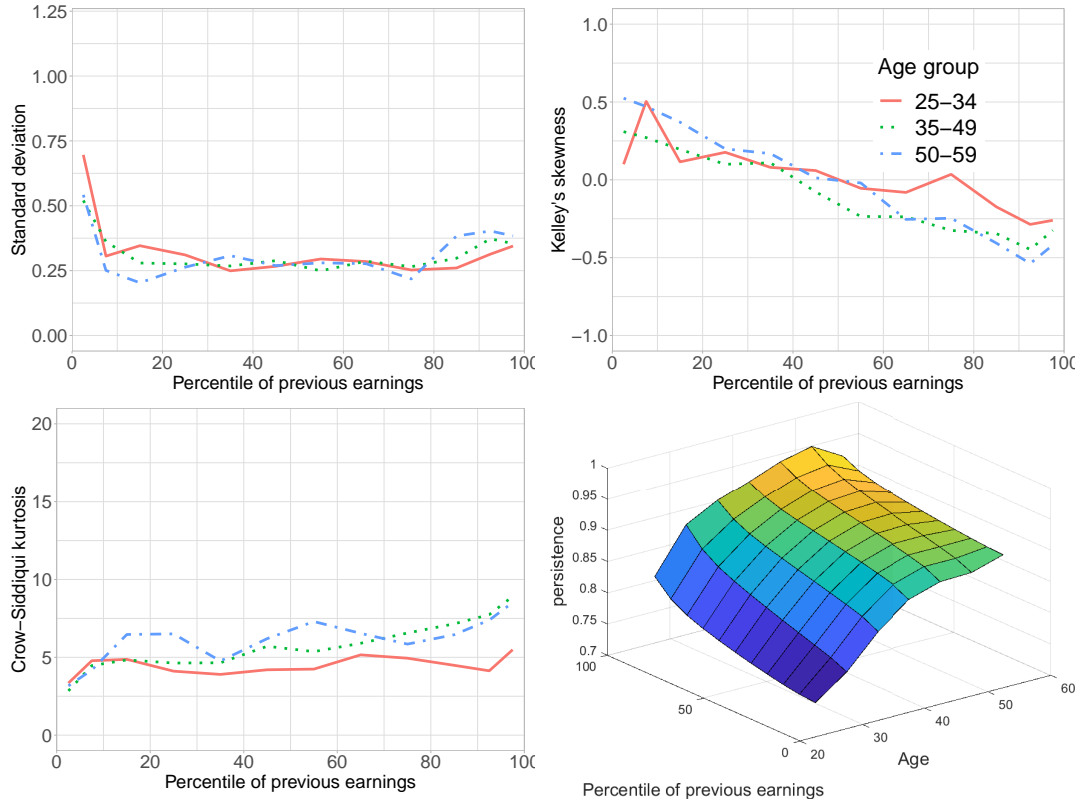 1.25
1.00
0.75
0.50
0.25
0.00
Standard deviation
0 20 40 60 80 100
Percentile of previous earnings
1.0
0.5
0.0
−0.5
−1.0
Kelley's skewness
Age group
25−34
35−49
50−59
0 20 40 60 80 100
Percentile of previous earnings
20
15
10
5
0
Crow−Siddiqui kurtosis
0 20 40 60 80 100
Percentile of previous earnings
1
0.95
0.9
0.85
0.8
0.75
0.7
persistence
100
50
0
20
30
40
50
60
Age
Percentile of previous earnings